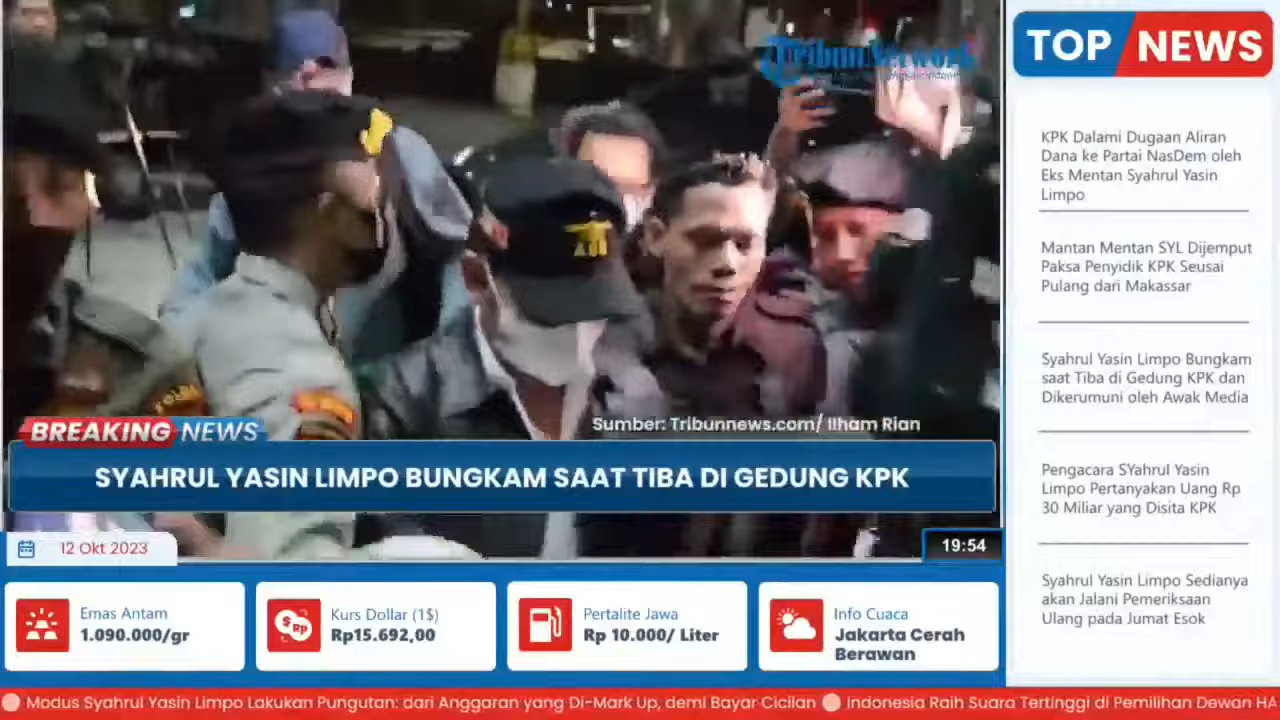 TribunNetwork
TOP NEWS
KPK Dalami Dugaan Aliran
Dana ke Partai NasDem oleh
Eks Mentan Syahrul Yasin
Limpo
Mantan Mentan SYL Dijemput
Paksa Penyidik KPK Seusai
Pulang dari Makassar
Syahrul Yasin Limpo Bungkam
saat Tiba di Gedung KPK dan
Dikerumuni oleh Awak Media
Pengacara SYahrul Yasin
Limpo Pertanyakan Uang Rp
30 Miliar yang Disita KPK
Syahrul Yasin Limpo Sedianya
akan Jalani Pemeriksaan
Ulang pada Jumat Esok
Sumber: Tribunnews.com/ Ilham Rian
BREAKING NEWS
SYAHRUL YASIN LIMPO BUNGKAM SAAT TIBA DI GEDUNG KPK
12 Okt 2023
19:54
Emas Antam
1.090.000/gr
Kurs Dollar (1$)
Rp15.692,00
Pertalite Jawa
Rp 10.000/ Liter
Info Cuaca
Jakarta Cerah
Berawan
Modus Syahrul Yasin Limpo Lakukan Pungutan: dari Anggaran yang Di-Mark Up, demi Bayar Cicilan Indonesia Raih Suara Tertinggi di Pemilihan Dewan HA